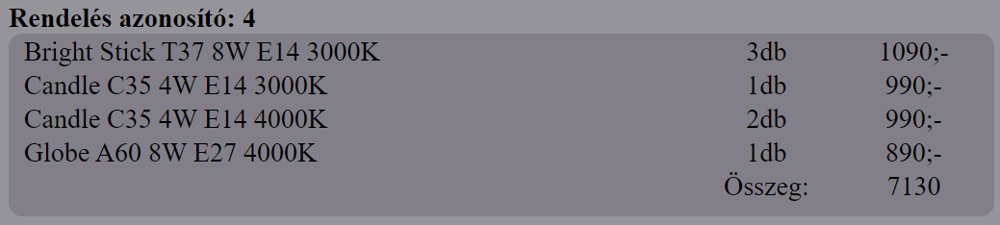 Rendelés azonosító: 4
Bright Stick T37 8W E14 3000K 3db 1090;-
Candle C35 4W E14 3000K 1db 990;-
Candle C35 4W E14 4000K 2db 990;-
Globe A60 8W E27 4000K 1db 890;-
Összeg: 7130